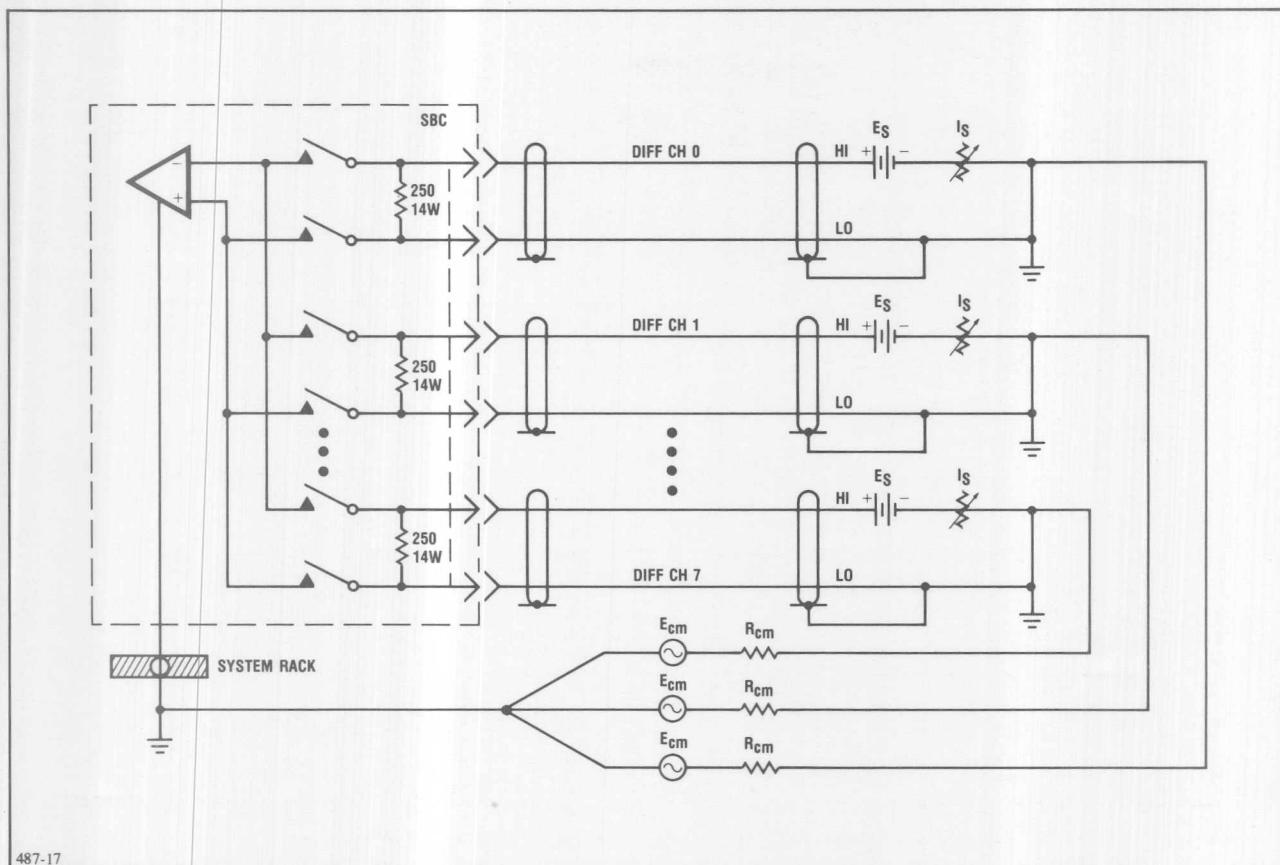 SBC
DIFF CH 0
HI
+ ES −
IS
−
+
250
14W
LO
DIFF CH 1
HI
+ ES −
IS
250
14W
LO
HI
+ ES −
IS
250
14W
DIFF CH 7
LO
SYSTEM RACK
Ecm
Rcm
Ecm
Rcm
Ecm
Rcm
487-17